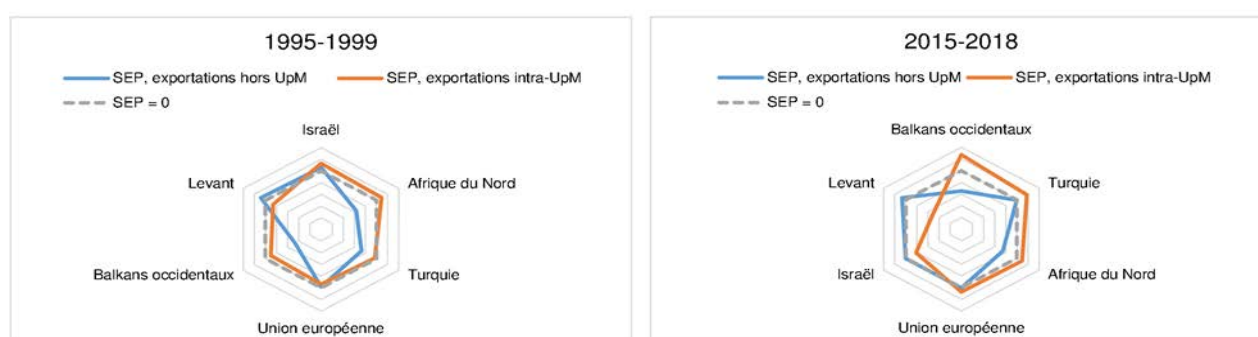 1995-1999
SEP, exportations hors UpM SEP, exportations intra-UpM
SEP = 0
Israël
Levant Afrique du Nord
Balkans occidentaux Turquie
Union européenne
2015-2018
SEP, exportations hors UpM SEP, exportations intra-UpM
SEP = 0
Balkans occidentaux
Levant Turquie
Israël Afrique du Nord
Union européenne